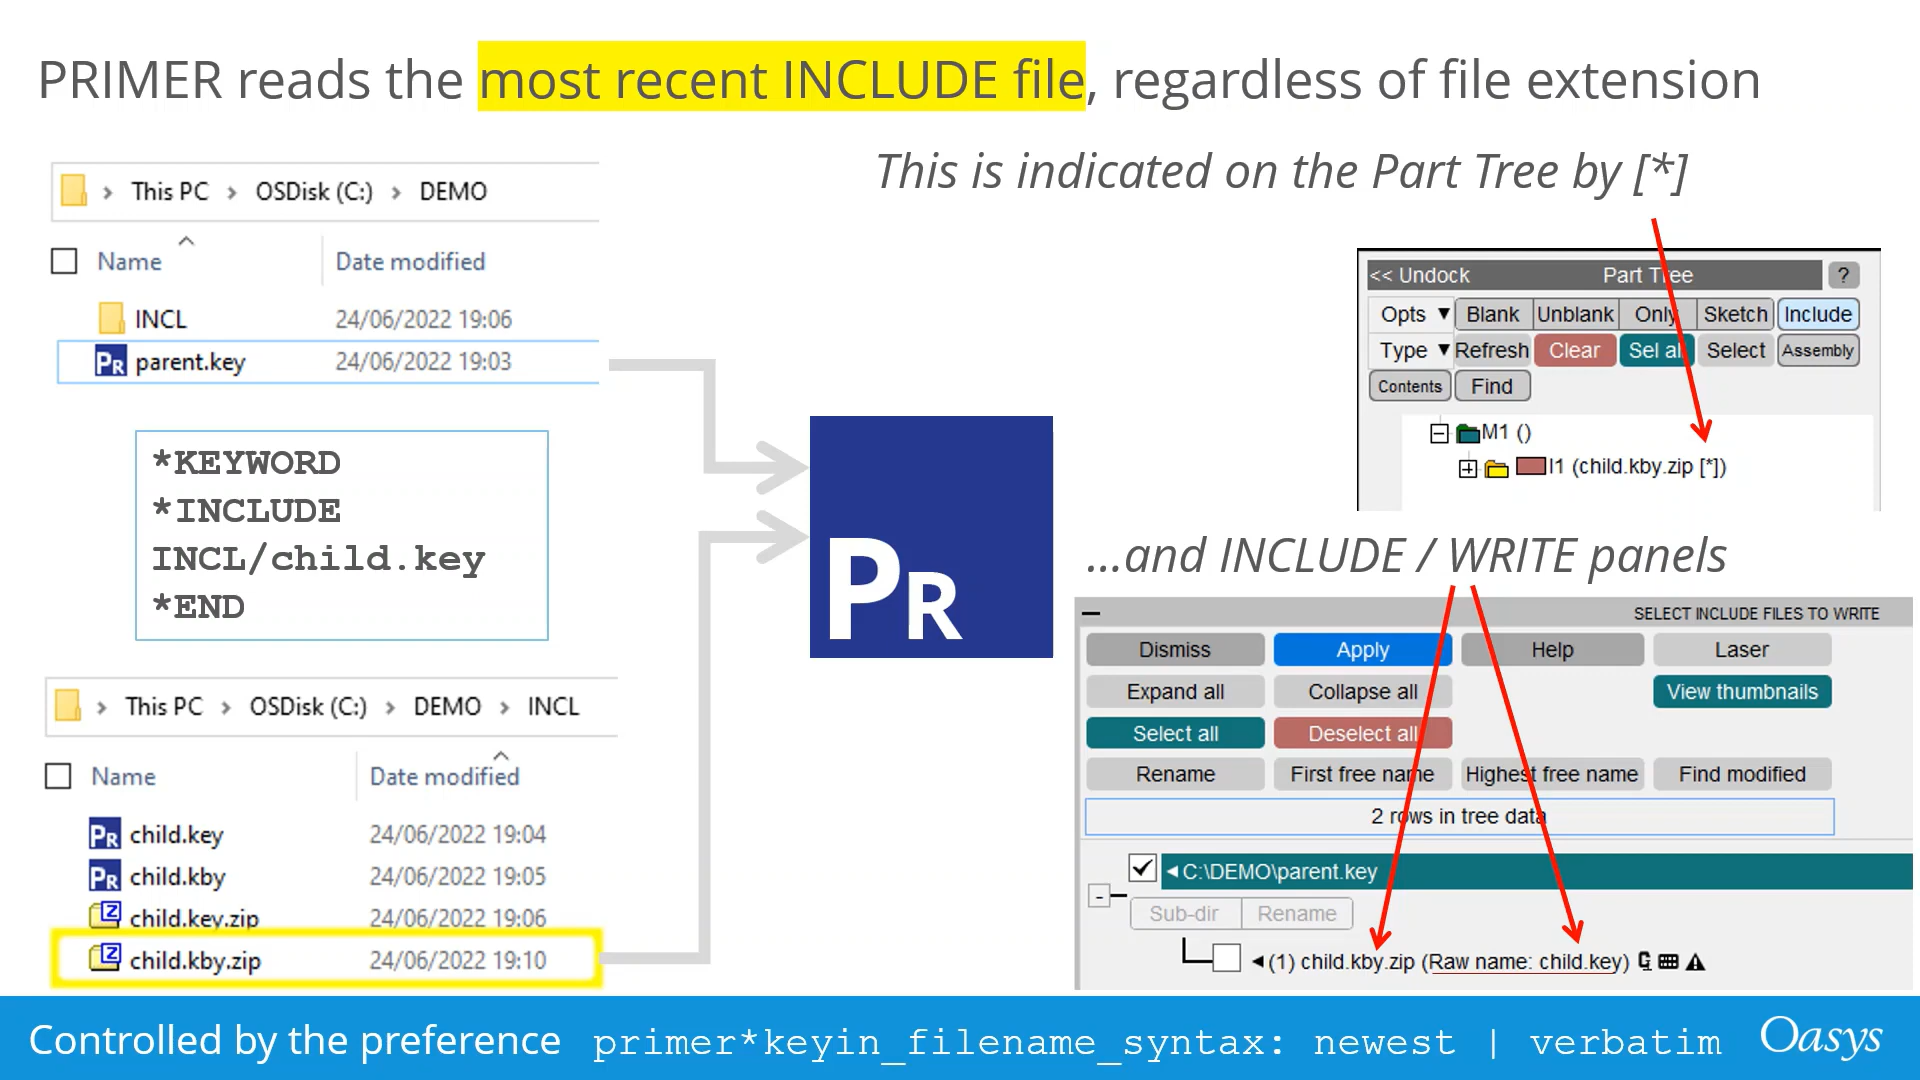 PRIMER reads the most recent INCLUDE file, regardless of file extension
This is indicated on the Part Tree by [*]
This PC > OSDisk (C:) > DEMO
Name Date modified
INCL 24/06/2022 19:06
PR parent.key 24/06/2022 19:03
*KEYWORD
*INCLUDE
INCL/child.key
*END
This PC > OSDisk (C:) > DEMO > INCL
Name Date modified
PR child.key 24/06/2022 19:04
PR child.kby 24/06/2022 19:05
Z child.key.zip 24/06/2022 19:06
Z child.kby.zip 24/06/2022 19:10
PR
<< Undock Part Tree ?
Opts Blank Unblank Only Sketch Include
Type Refresh Clear Sel all Select Assembly
Contents Find
M1 ()
I1 (child.kby.zip [*])
...and INCLUDE / WRITE panels
SELECT INCLUDE FILES TO WRITE
Dismiss Apply Help Laser
Expand all Collapse all View thumbnails
Select all Deselect all
Rename First free name Highest free name Find modified
2 rows in tree data
C:\DEMO\parent.key
Sub-dir Rename
(1) child.kby.zip (Raw name: child.key)
Controlled by the preference primer*keyin_filename_syntax: newest | verbatim
Oasys